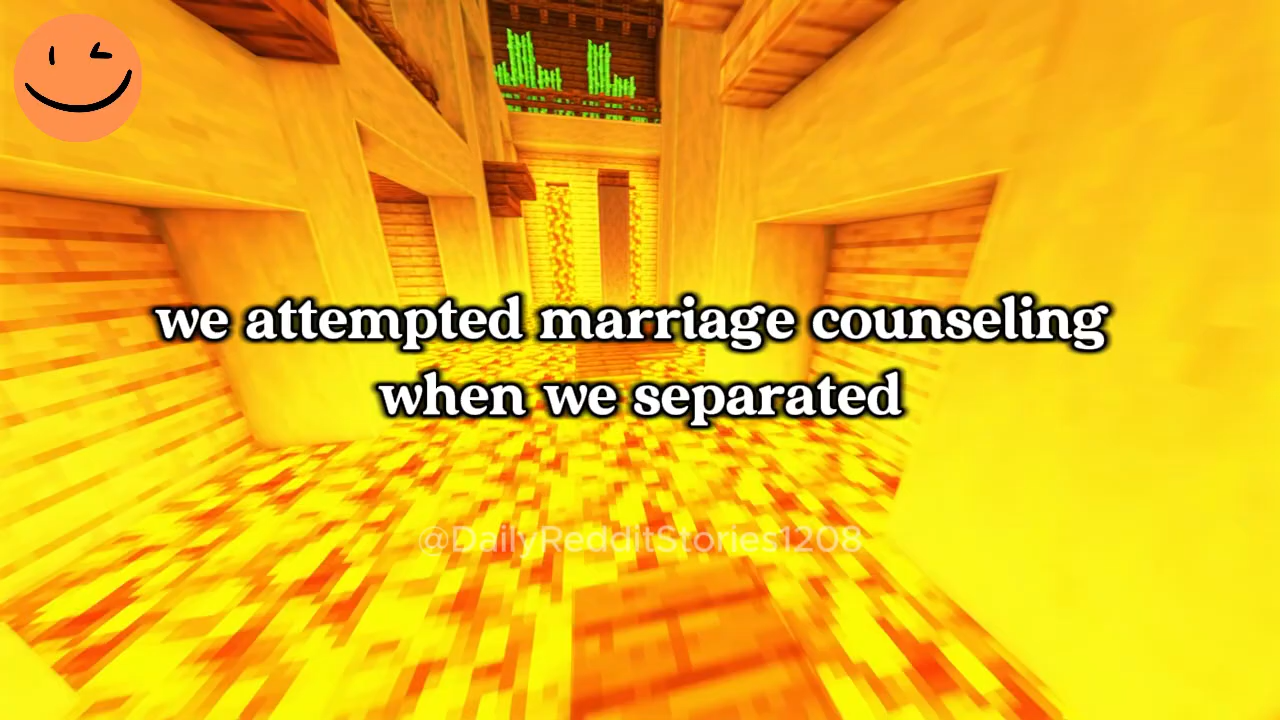 we attempted marriage counseling
when we separated
@DailyRedditStories1208